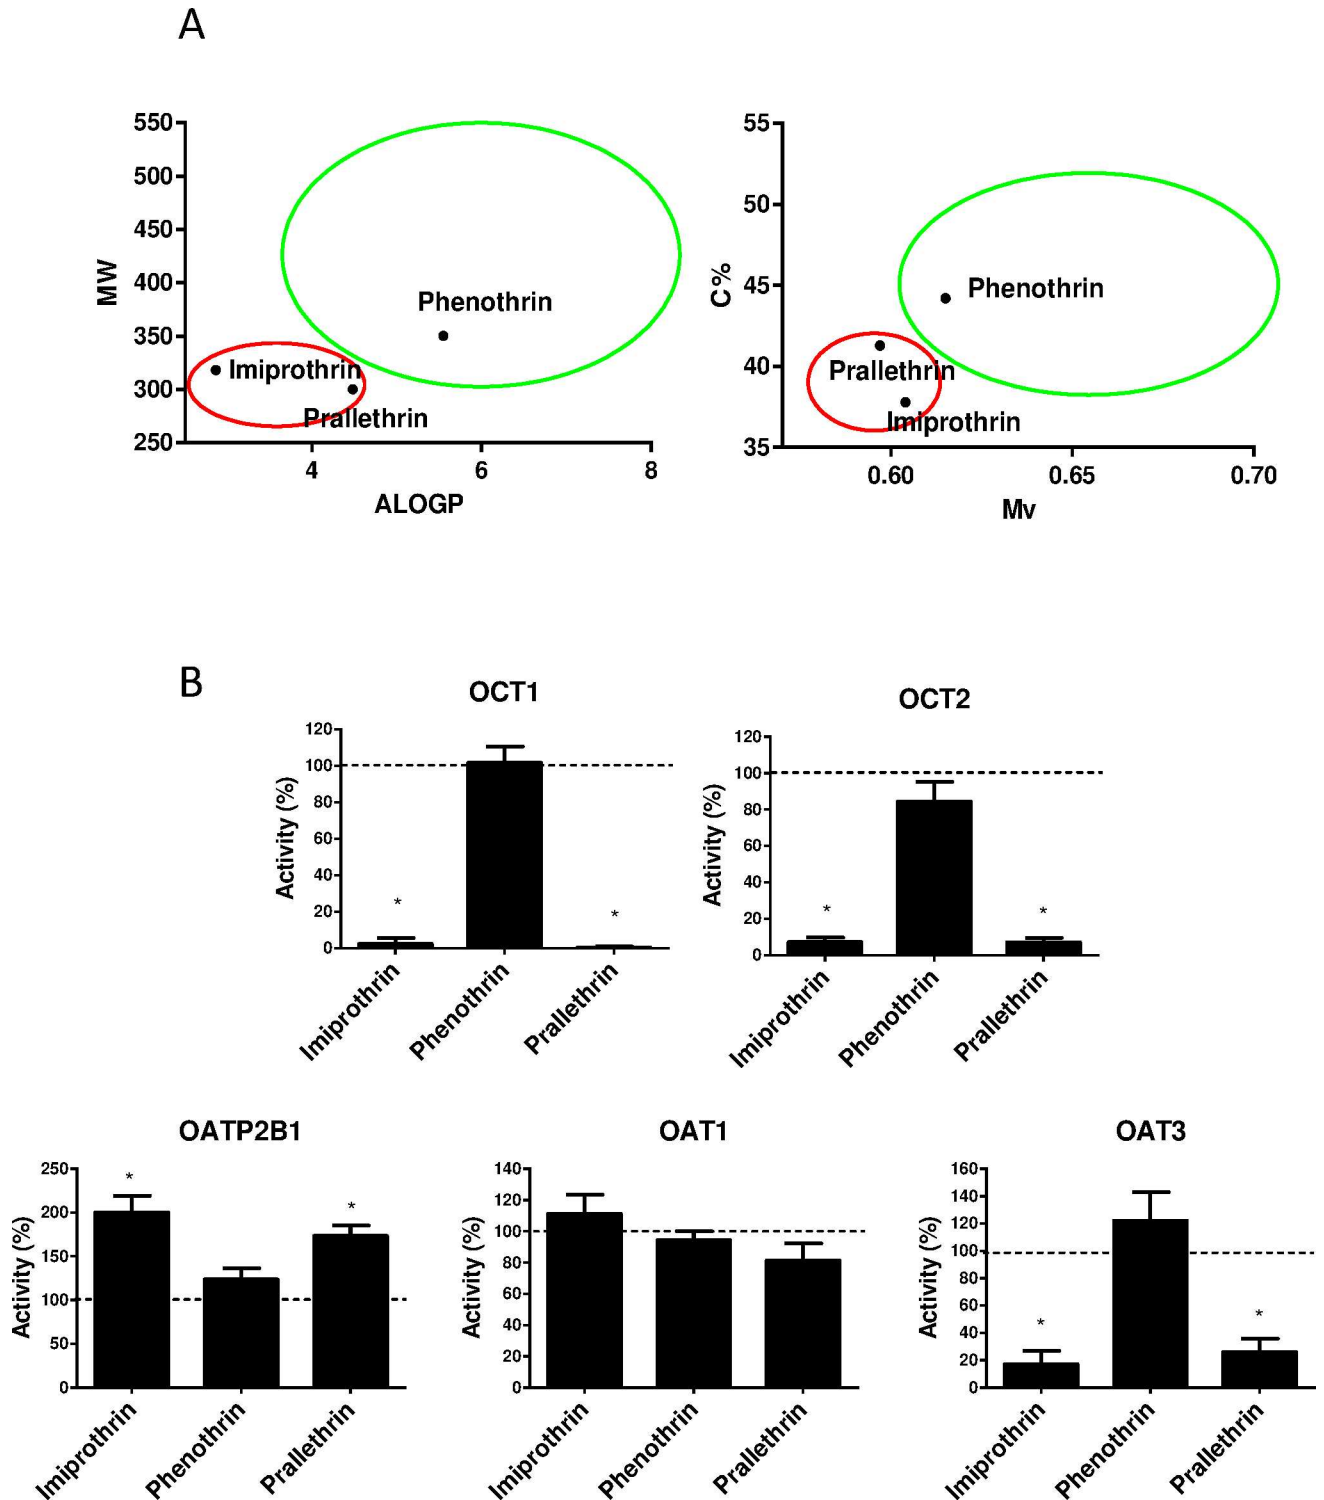 A
550
500
450
400
350
300
250
MW
Phenothrin
Imiprothrin
Prallethrin
4
6
8
ALOGP
55
50
45
40
35
C%
Phenothrin
Prallethrin
Imiprothrin
0.60
0.65
0.70
Mv
B
OCT1
120
100
80
60
40
20
0
Activity (%)
*
*
Imiprothrin
Phenothrin
Prallethrin
OCT2
120
100
80
60
40
20
0
Activity (%)
*
*
Imiprothrin
Phenothrin
Prallethrin
OATP2B1
250
200
150
100
50
0
Activity (%)
*
*
Imiprothrin
Phenothrin
Prallethrin
OAT1
140
120
100
80
60
40
20
0
Activity (%)
Imiprothrin
Phenothrin
Prallethrin
OAT3
160
140
120
100
80
60
40
20
0
Activity (%)
*
*
Imiprothrin
Phenothrin
Prallethrin